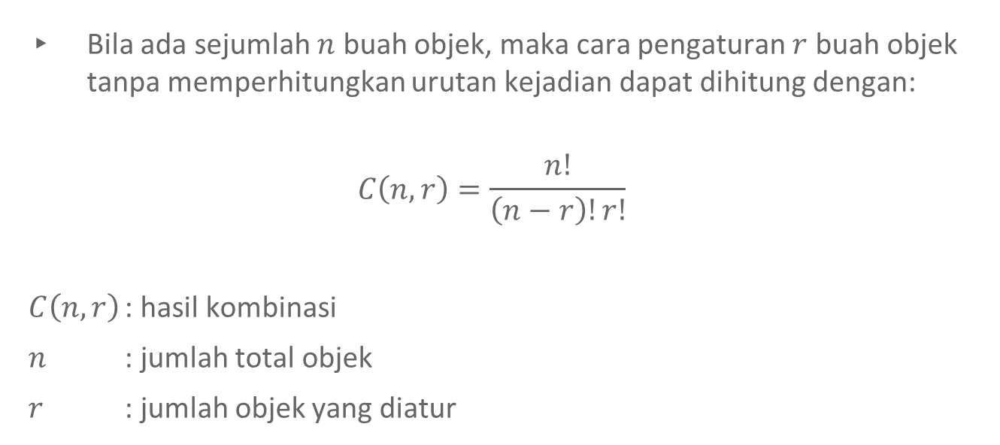 ▸ Bila ada sejumlah n buah objek, maka cara pengaturan r buah objek
tanpa memperhitungkan urutan kejadian dapat dihitung dengan:
C(n, r) = n! / (n − r)! r!
C(n, r) : hasil kombinasi
n : jumlah total objek
r : jumlah objek yang diatur